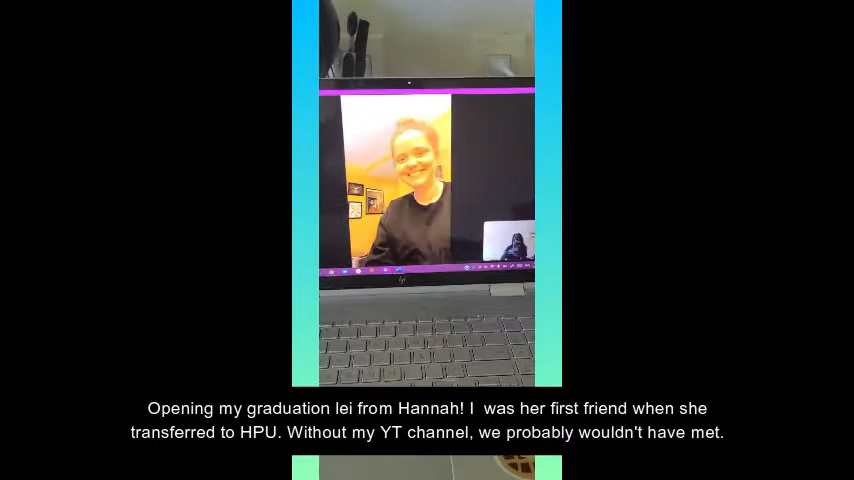 Opening my graduation lei from Hannah! I  was her first friend when she
transferred to HPU. Without my YT channel, we probably wouldn't have met.